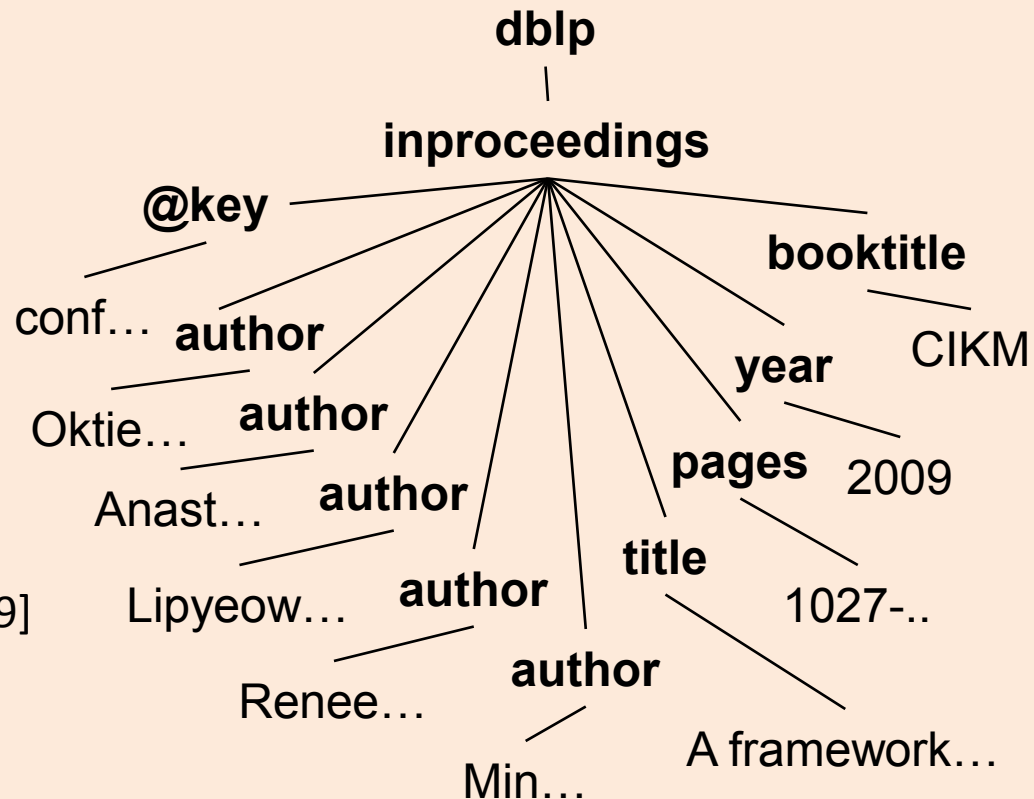 dblp
inproceedings
@key
booktitle
conf…
author
CIKM
year
Oktie…
author
pages
2009
Anast…
author
title
9]
Lipyeow…
author
1027-..
author
Renee…
A framework…
Min…